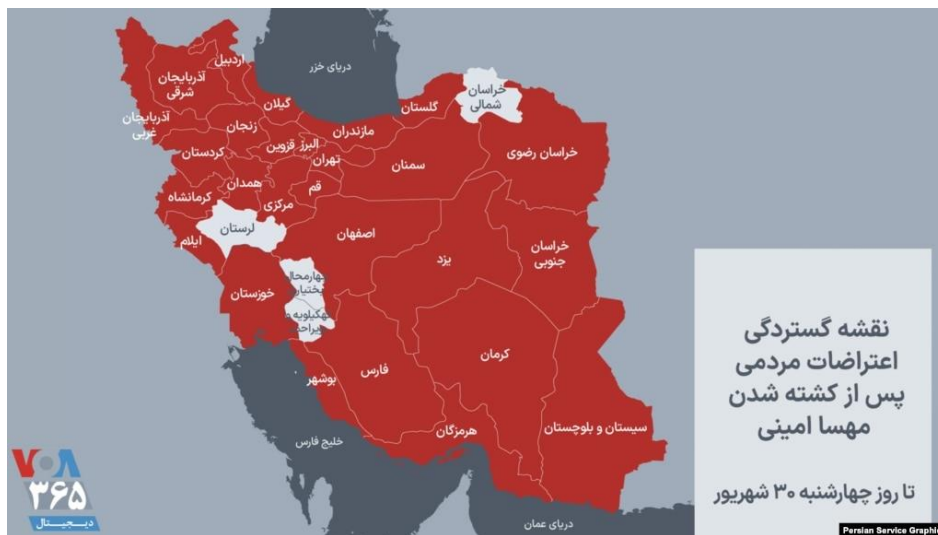 دریای خزر
اردبیل
آذربایجان
شرقی
آذربایجان
غربی
گیلان
زنجان
کردستان
قزوین
البرز
تهران
مازندران
گلستان
خراسان
شمالی
خراسان رضوی
سمنان
همدان
قم
مرکزی
کرمانشاه
لرستان
ایلام
اصفهان
یزد
خراسان
جنوبی
چهارمحال
بختیاری
خوزستان
کهگیلویه و
بویراحمد
فارس
کرمان
بوشهر
هرمزگان
سیستان و بلوچستان
خلیج فارس
دریای عمان
نقشه گستردگی
اعتراضات مردمی
پس از کشته شدن
مهسا امینی
تا روز چهارشنبه ۳۰ شهریور
VOA
۳۶۵
دیجیتال
Persian Service Graphic